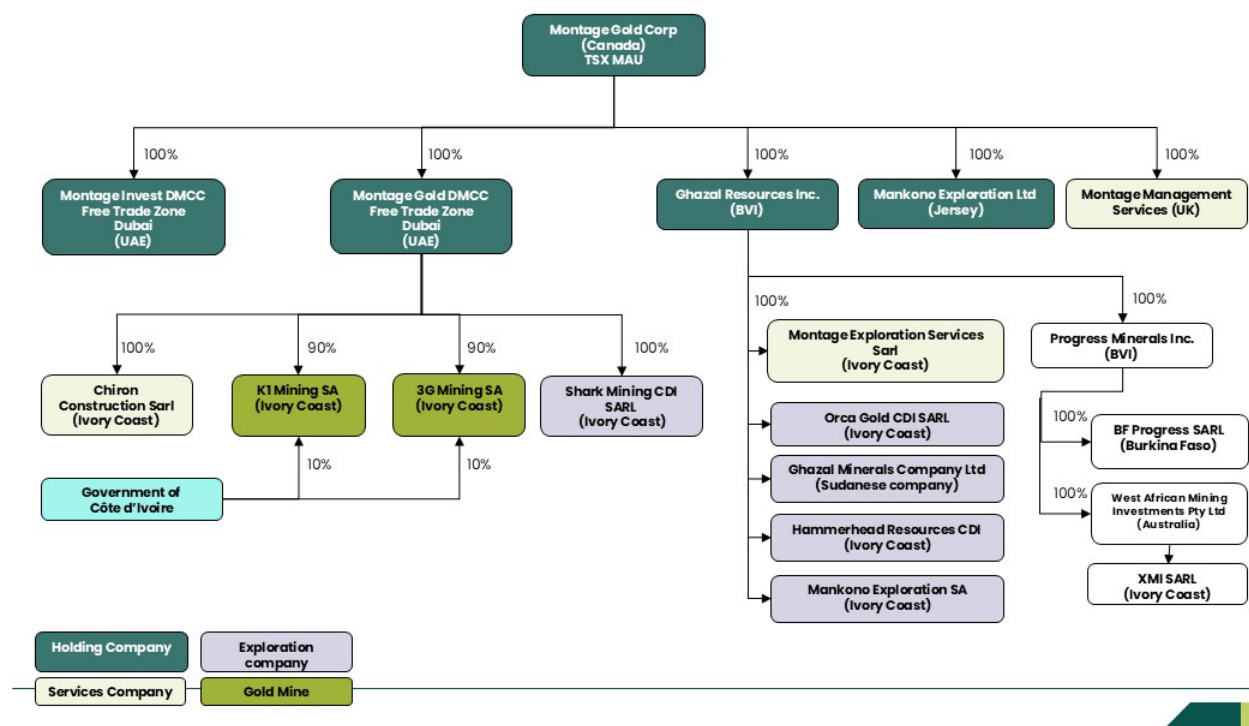 Montage Gold Corp
(Canada)
TSX MAU
100%
100%
100%
100%
100%
Montage Invest DMCC
Free Trade Zone
Dubai
(UAE)
Montage Gold DMCC
Free Trade Zone
Dubai
(UAE)
Ghazal Resources Inc.
(BVI)
Mankono Exploration Ltd
(Jersey)
Montage Management
Services (UK)
100%
90%
90%
100%
Chiron
Construction Sarl
(Ivory Coast)
K1 Mining SA
(Ivory Coast)
3G Mining SA
(Ivory Coast)
Shark Mining CDI
SARL
(Ivory Coast)
10%
10%
Government of
Côte d’Ivoire
100%
100%
Montage Exploration Services
Sarl
(Ivory Coast)
Progress Minerals Inc.
(BVI)
Orca Gold CDI SARL
(Ivory Coast)
Ghazal Minerals Company Ltd
(Sudanese company)
Hammerhead Resources CDI
(Ivory Coast)
Mankono Exploration SA
(Ivory Coast)
100%
BF Progress SARL
(Burkina Faso)
100%
West African Mining
Investments Pty Ltd
(Australia)
XMI SARL
(Ivory Coast)
Holding Company
Exploration
company
Services Company
Gold Mine